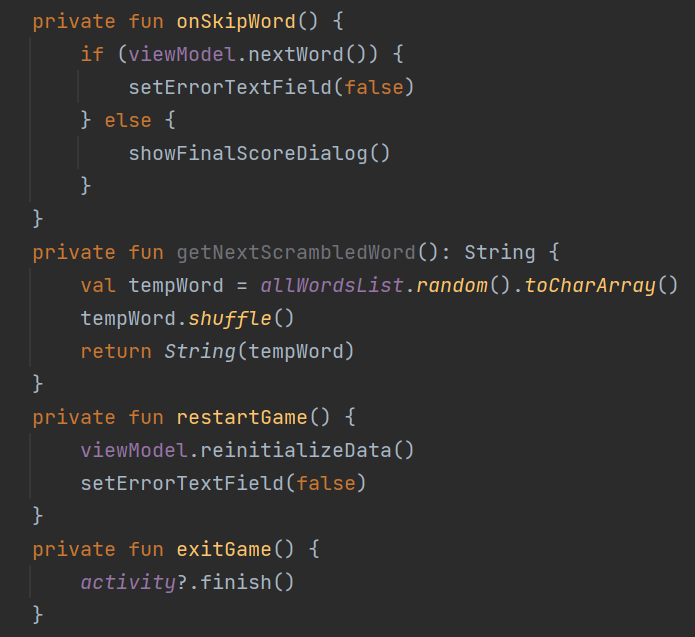 private fun onSkipWord() {
    if (viewModel.nextWord()) {
        setErrorTextField(false)
    } else {
        showFinalScoreDialog()
    }
}
private fun getNextScrambledWord(): String {
    val tempWord = allWordsList.random().toCharArray()
    tempWord.shuffle()
    return String(tempWord)
}
private fun restartGame() {
    viewModel.reinitializeData()
    setErrorTextField(false)
}
private fun exitGame() {
    activity?.finish()
}